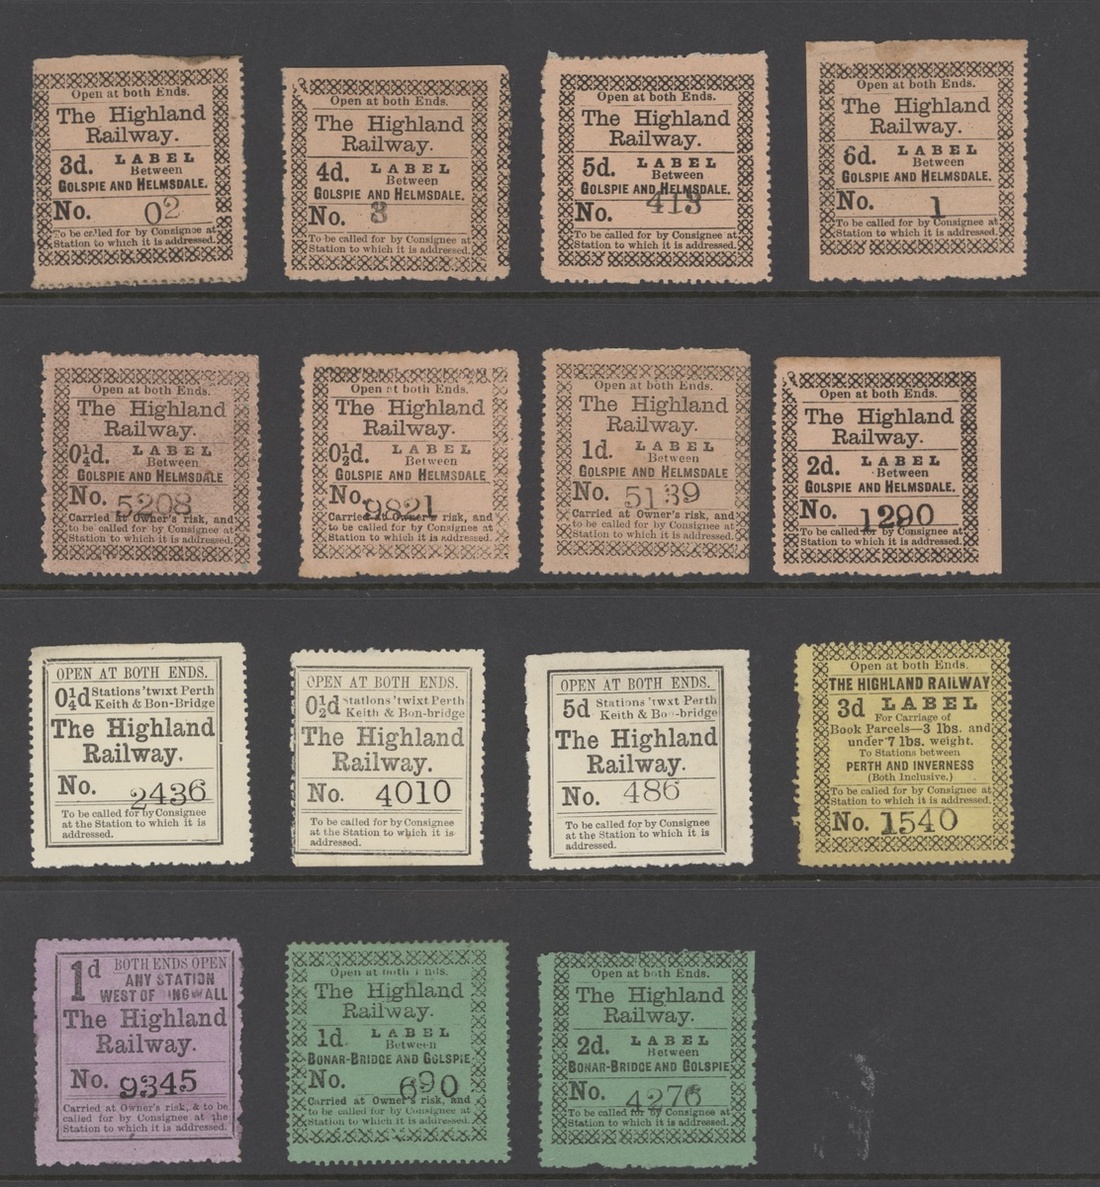 Open at both Ends.
The Highland
Railway.
3d. LABEL
Between
GOLSPIE AND HELMSDALE.
No. 02
To be called for by Consignee at
Station to which it is addressed.
Open at both Ends.
The Highland
Railway.
4d. LABEL
Between
GOLSPIE AND HELMSDALE.
No. 3
To be called for by Consignee at
Station to which it is addressed.
Open at both Ends.
The Highland
Railway.
5d. LABEL
Between
GOLSPIE AND HELMSDALE.
No. 413
To be called for by Consignee at
Station to which it is addressed.
Open at both Ends.
The Highland
Railway.
6d. LABEL
Between
GOLSPIE AND HELMSDALE.
No. 1
To be called for by Consignee at
Station to which it is addressed.
Open at both Ends.
The Highland
Railway.
0¼d. LABEL
Between
GOLSPIE AND HELMSDALE
No. 5208
Carried at Owner's risk, and
to be called for by Consignee at
Station to which it is addressed.
Open at both Ends.
The Highland
Railway.
0½d. LABEL
Between
GOLSPIE AND HELMSDALE
No. 9821
Carried at Owner's risk, and
to be called for by Consignee at
Station to which it is addressed.
Open at both Ends.
The Highland
Railway.
1d. LABEL
Between
GOLSPIE AND HELMSDALE
No. 5139
Carried at Owner's risk, and
to be called for by Consignee at
Station to which it is addressed.
Open at both Ends.
The Highland
Railway.
2d. LABEL
Between
GOLSPIE AND HELMSDALE.
No. 1290
To be called for by Consignee at
Station to which it is addressed.
OPEN AT BOTH ENDS.
0¼d Stations 'twixt Perth
Keith & Bon-Bridge
The Highland
Railway.
No. 2436
To be called for by Consignee
at the Station to which it is
addressed.
OPEN AT BOTH ENDS.
0½d Stations 'twixt Perth
Keith & Bon-bridge
The Highland
Railway.
No. 4010
To be called for by Consignee
at the Station to which it is
addressed.
OPEN AT BOTH ENDS.
5d Stations 'twixt Perth
Keith & Bon-bridge
The Highland
Railway.
No. 486
To be called for by Consignee
at the Station to which it is
addressed.
Open at both Ends.
THE HIGHLAND RAILWAY
3d LABEL
For Carriage of
Book Parcels—3 lbs. and
under 7 lbs. weight.
To Stations between
PERTH AND INVERNESS
(Both Inclusive.)
To be called for by Consignee at
Station to which it is addressed.
No. 1540
1d BOTH ENDS OPEN
ANY STATION
WEST OF DINGWALL
The Highland
Railway.
No. 9345
Carried at Owner's risk, & to be
called for by Consignee at the
Station to which it is addressed.
Open at both Ends.
The Highland
Railway.
1d. LABEL
Between
BONAR-BRIDGE AND GOLSPIE
No. 690
Carried at Owner's risk, and
to be called for by Consignee at
Station to which it is addressed.
Open at both Ends.
The Highland
Railway.
2d. LABEL
Between
BONAR-BRIDGE AND GOLSPIE
No. 4276
To be called for by Consignee at
Station to which it is addressed.